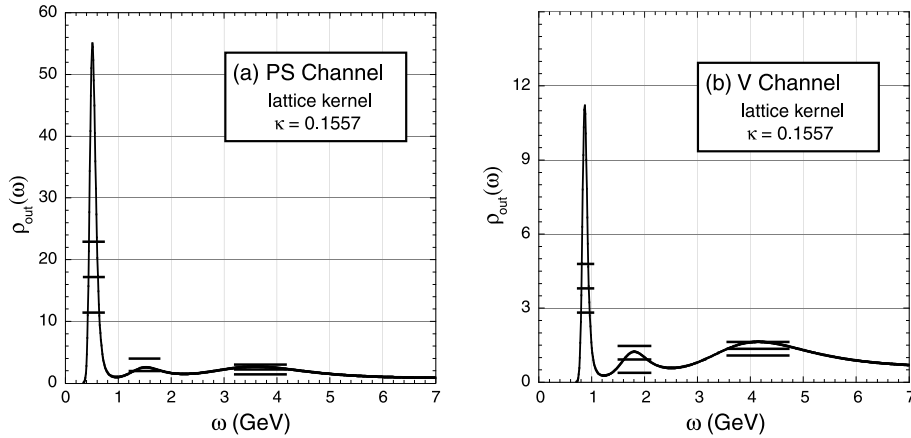 60
50
40
30
20
10
0
ρout(ω)
(a) PS Channel
lattice kernel
κ = 0.1557
0 1 2 3 4 5 6 7
ω (GeV)
15
12
9
6
3
0
ρout(ω)
(b) V Channel
lattice kernel
κ = 0.1557
0 1 2 3 4 5 6 7
ω (GeV)